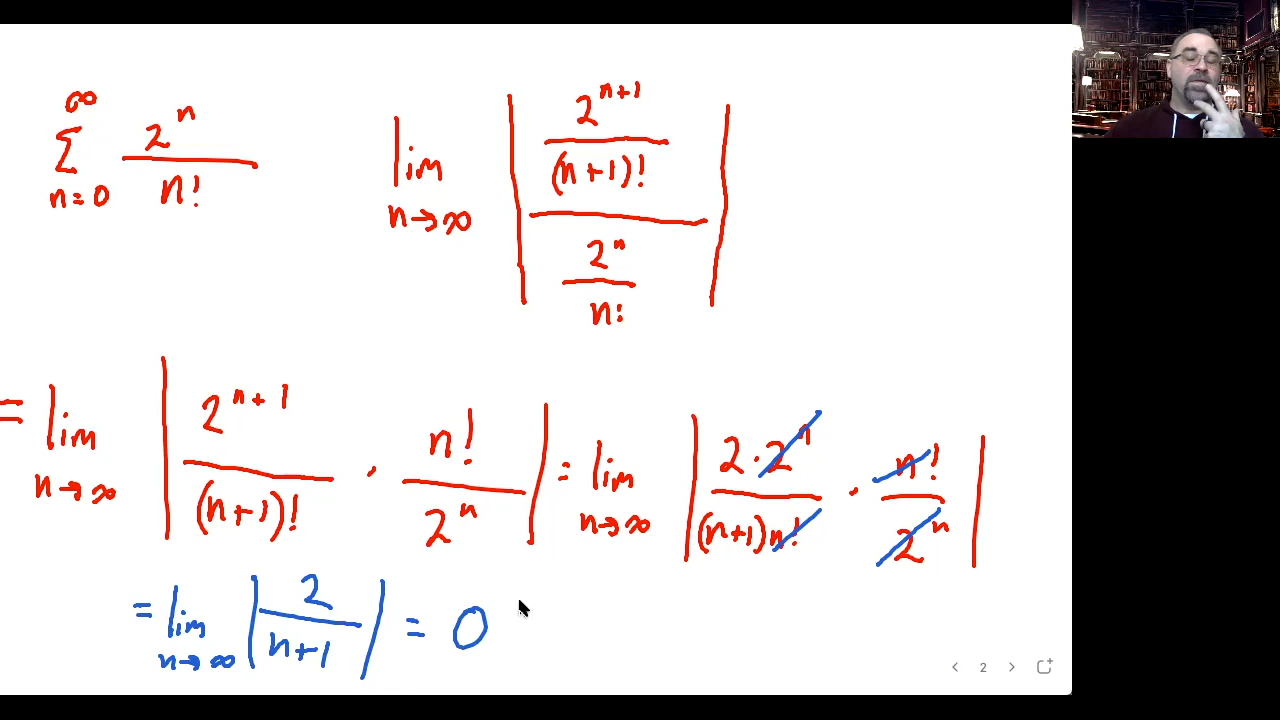 ∞
Σ 2^n / n!
n=0
lim n→∞ | (2^{n+1} / (n+1)!) / (2^n / n!) |
= lim n→∞ | 2^{n+1} / (n+1)! · n! / 2^n | = lim n→∞ | 2·2^n / (n+1)n! · n! / 2^n |
= lim n→∞ | 2 / n+1 | = 0
< 2 >